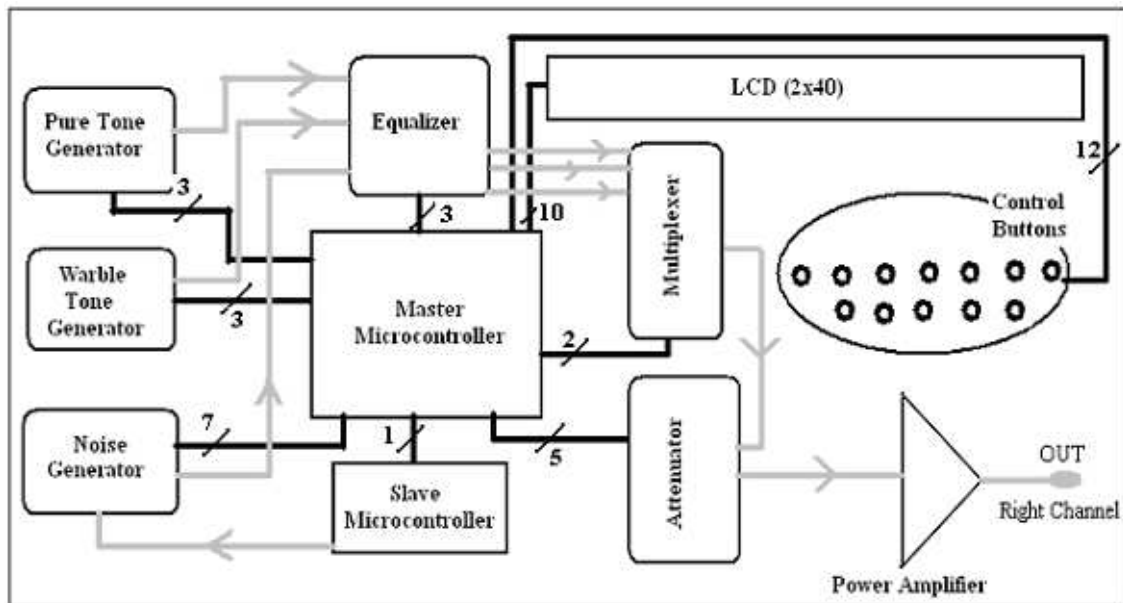 Pure Tone
Generator
3
Warble
Tone
Generator
3
Noise
Generator
7
Equalizer
3
10
LCD (2x40)
12
Control
Buttons
Multiplexer
Master
Microcontroller
2
1
5
Slave
Microcontroller
Attenuator
OUT
Right Channel
Power Amplifier